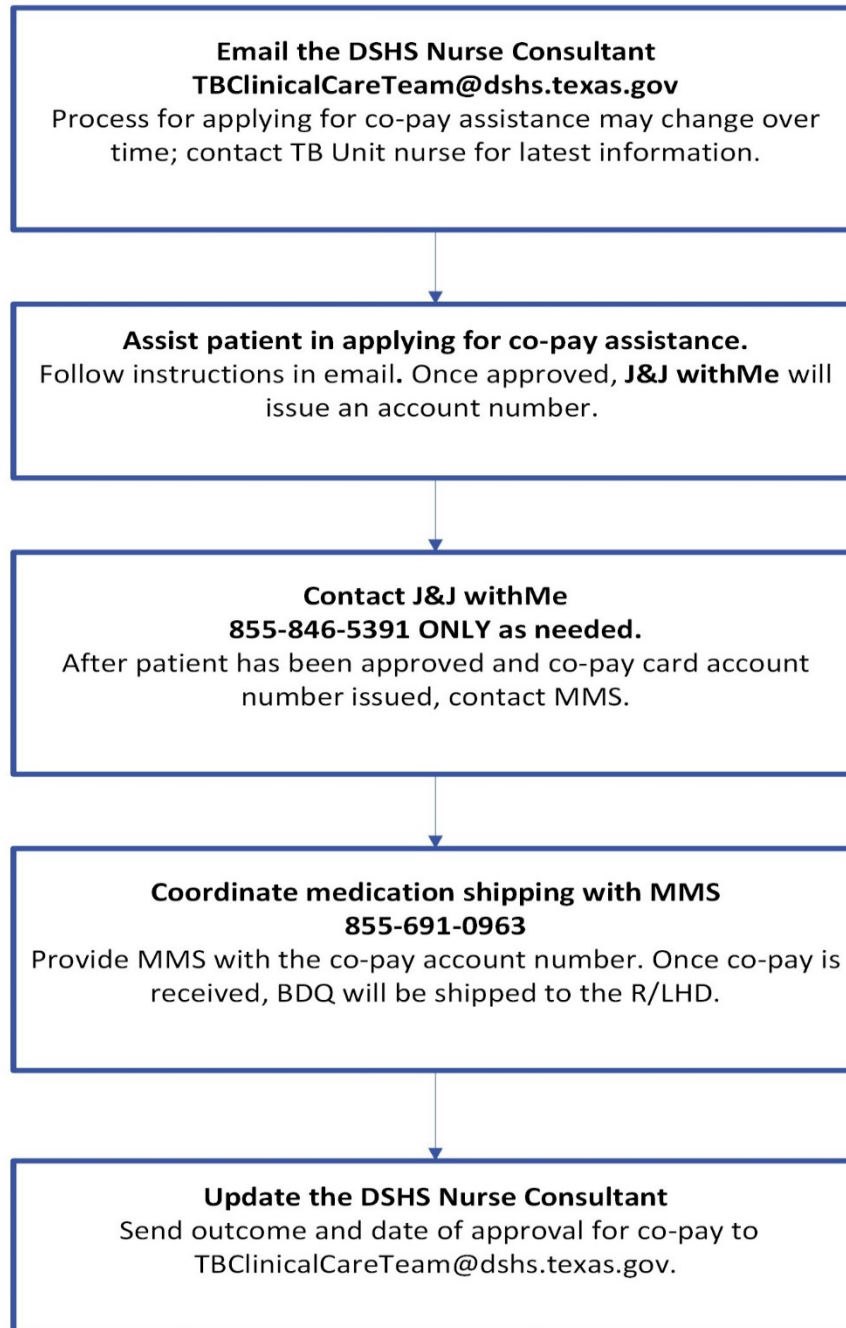 Email the DSHS Nurse Consultant
TBClinicalCareTeam@dshs.texas.gov
Process for applying for co-pay assistance may change over
time; contact TB Unit nurse for latest information.
Assist patient in applying for co-pay assistance.
Follow instructions in email. Once approved, J&J withMe will
issue an account number.
Contact J&J withMe
855-846-5391 ONLY as needed.
After patient has been approved and co-pay card account
number issued, contact MMS.
Coordinate medication shipping with MMS
855-691-0963
Provide MMS with the co-pay account number. Once co-pay is
received, BDQ will be shipped to the R/LHD.
Update the DSHS Nurse Consultant
Send outcome and date of approval for co-pay to
TBClinicalCareTeam@dshs.texas.gov.